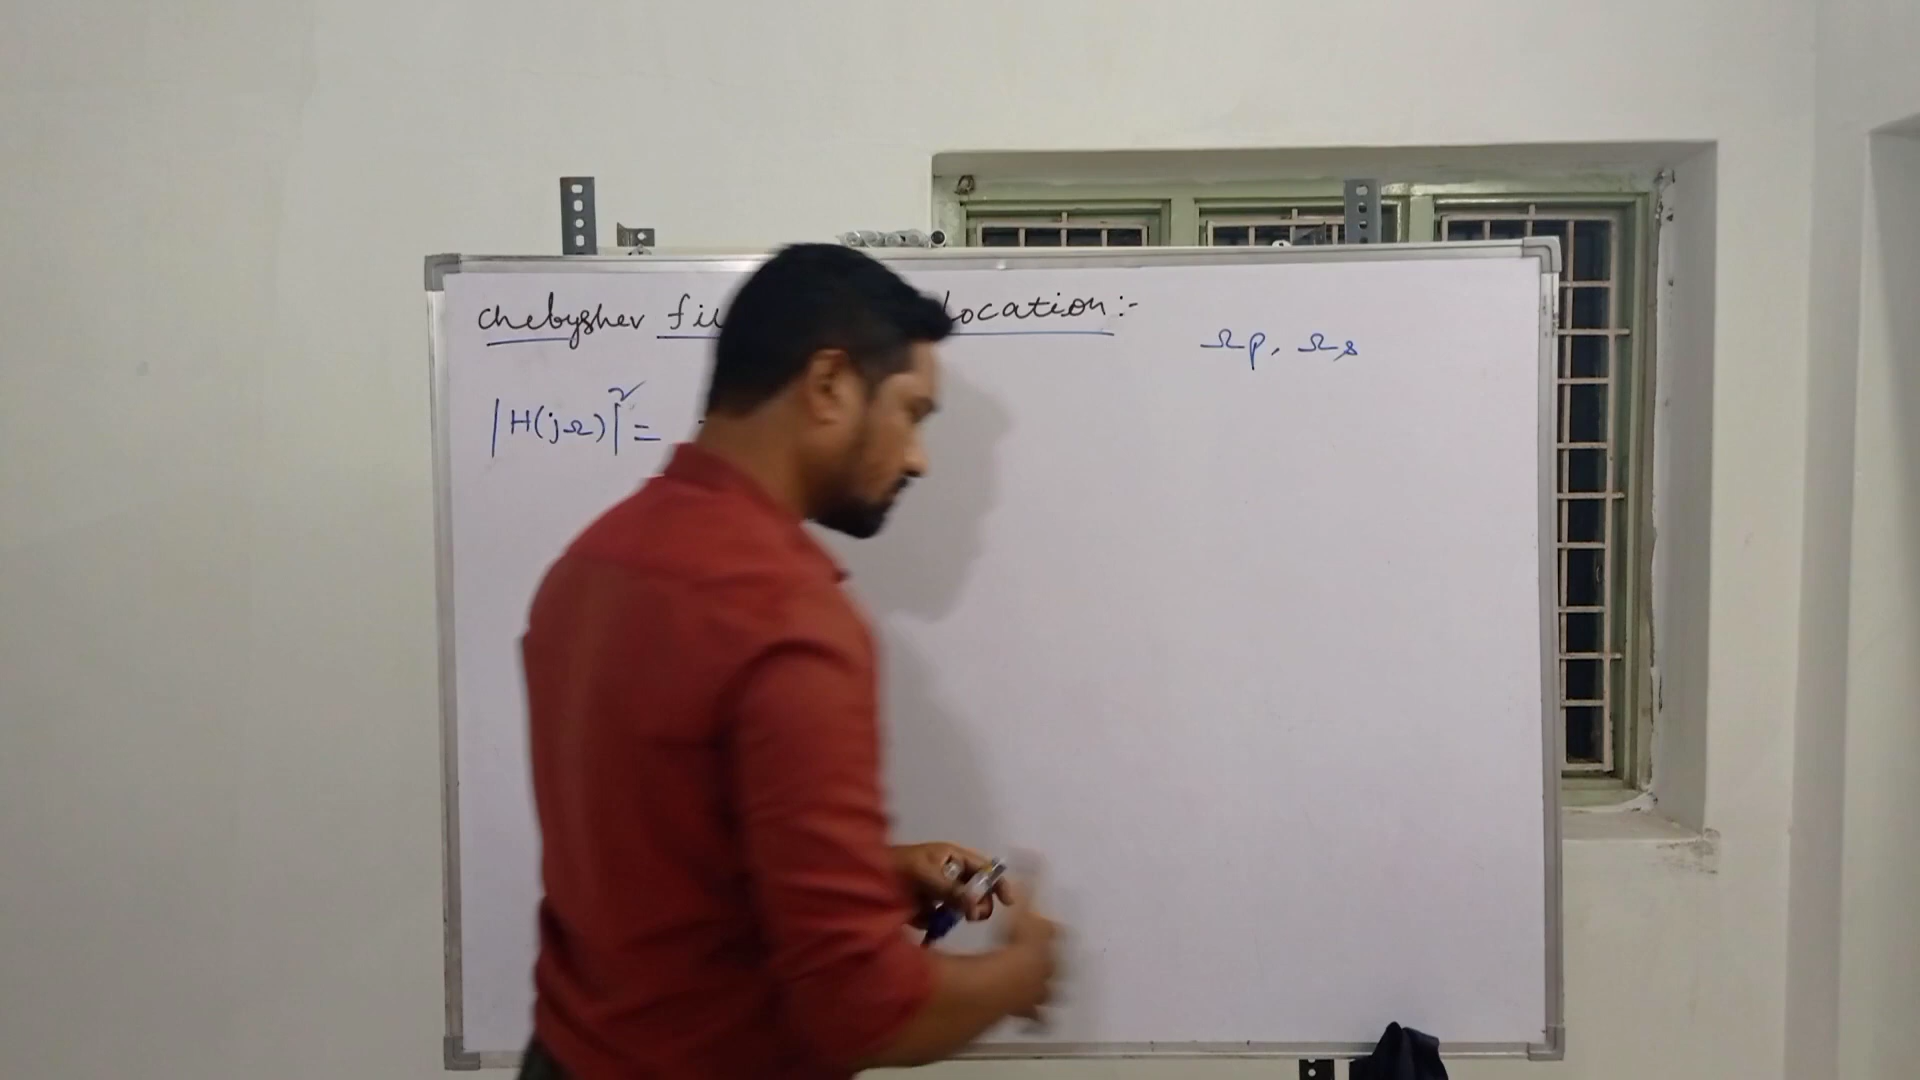 chebyshev location:-
Ωp, Ωs
|H(jΩ)|² =